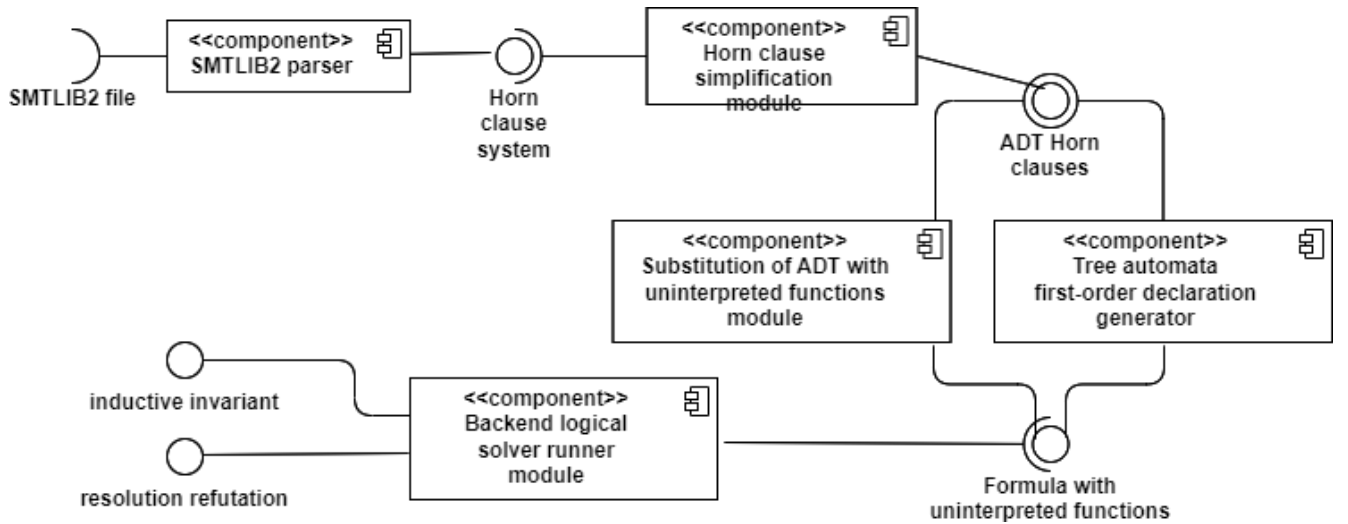 <<component>>
SMTLIB2 parser
SMTLIB2 file
Horn
clause
system
<<component>>
Horn clause
simplification
module
ADT Horn
clauses
<<component>>
Substitution of ADT with
uninterpreted functions
module
<<component>>
Tree automata
first-order declaration
generator
inductive invariant
resolution refutation
<<component>>
Backend logical
solver runner
module
Formula with
uninterpreted functions